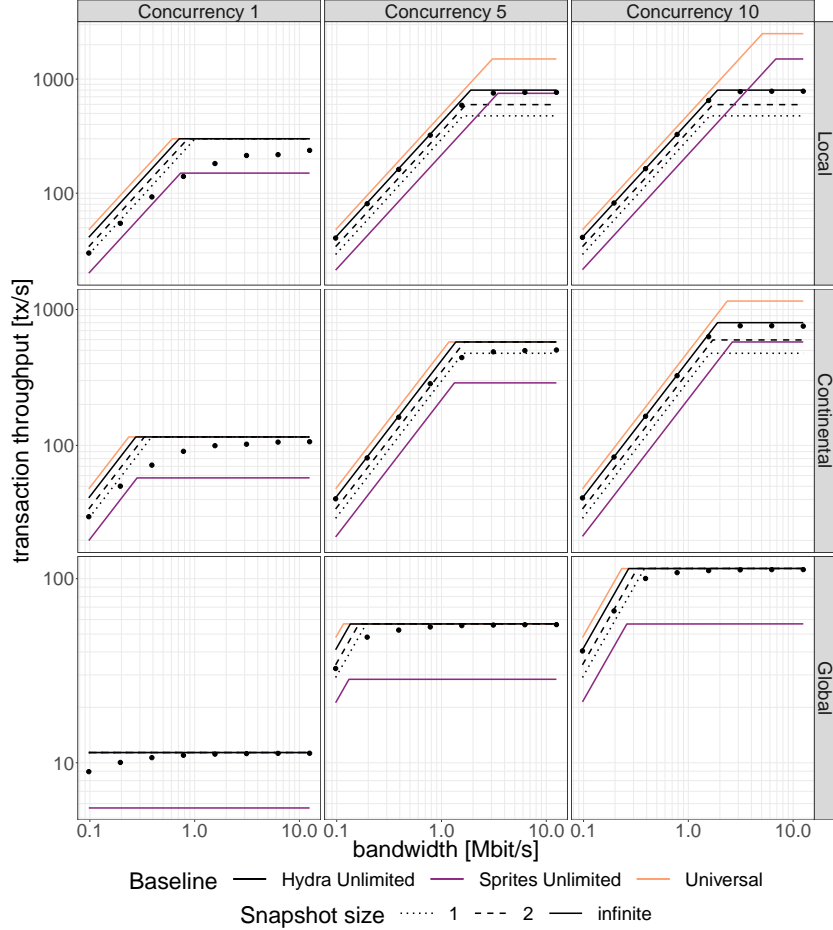 Concurrency 1 Concurrency 5 Concurrency 10
transaction throughput [tx/s]
1000
100
Local
1000
100
Continental
100
10
Global
0.1 1.0 10.0 0.1 1.0 10.0 0.1 1.0 10.0
bandwidth [Mbit/s]
Baseline Hydra Unlimited Sprites Unlimited Universal
Snapshot size 1 2 infinite